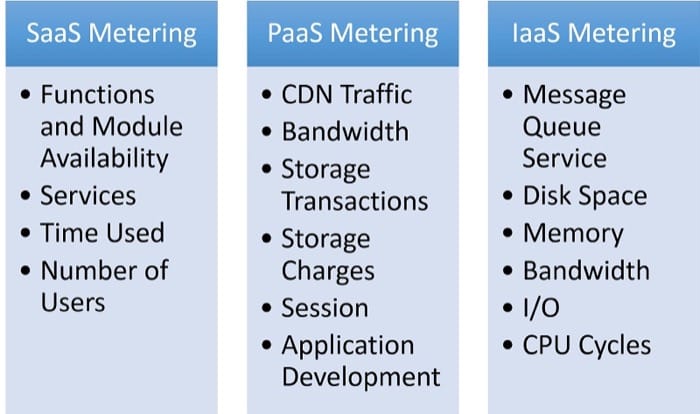 SaaS Metering
• Functions
and Module
Availability
• Services
• Time Used
• Number of
Users
PaaS Metering
• CDN Traffic
• Bandwidth
• Storage
Transactions
• Storage
Charges
• Session
• Application
Development
IaaS Metering
• Message
Queue
Service
• Disk Space
• Memory
• Bandwidth
• I/O
• CPU Cycles